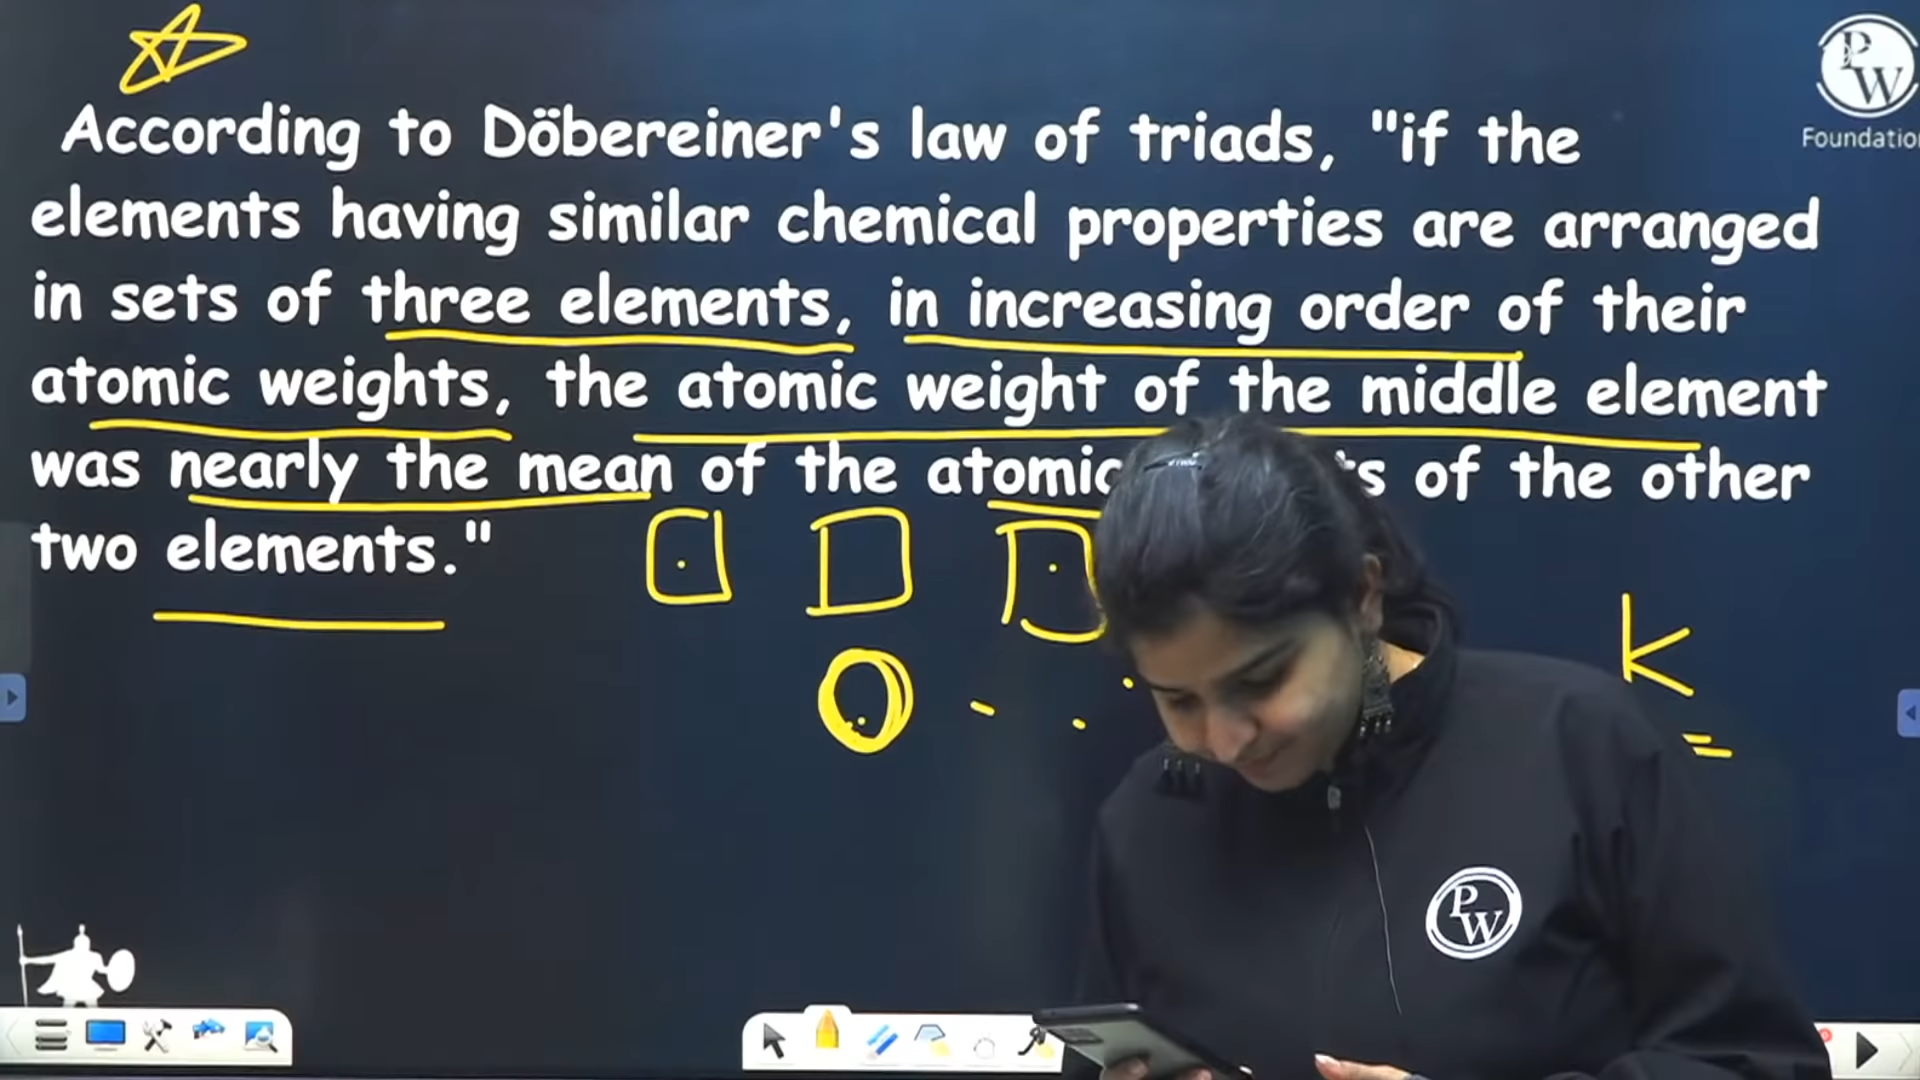 PW
Foundation
According to Döbereiner's law of triads, "if the
elements having similar chemical properties are arranged
in sets of three elements, in increasing order of their
atomic weights, the atomic weight of the middle element
was nearly the mean of the atomic of the other
two elements."
K
PW